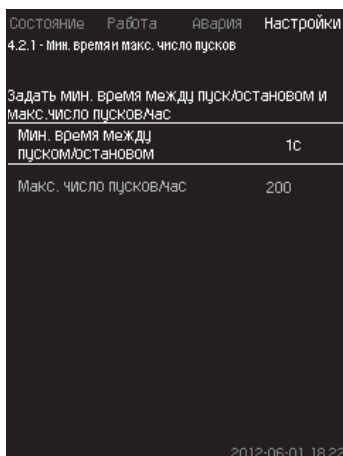 Состояние Работа Авария Настройки
4.2.1 - Мин. время и макс. число пусков
Задать мин. время между пуск/остановом и
макс.число пусков/час
Мин. время между
пуском/остановом
1с
Макс. число пусков/час
200
2012-06-01 18:22